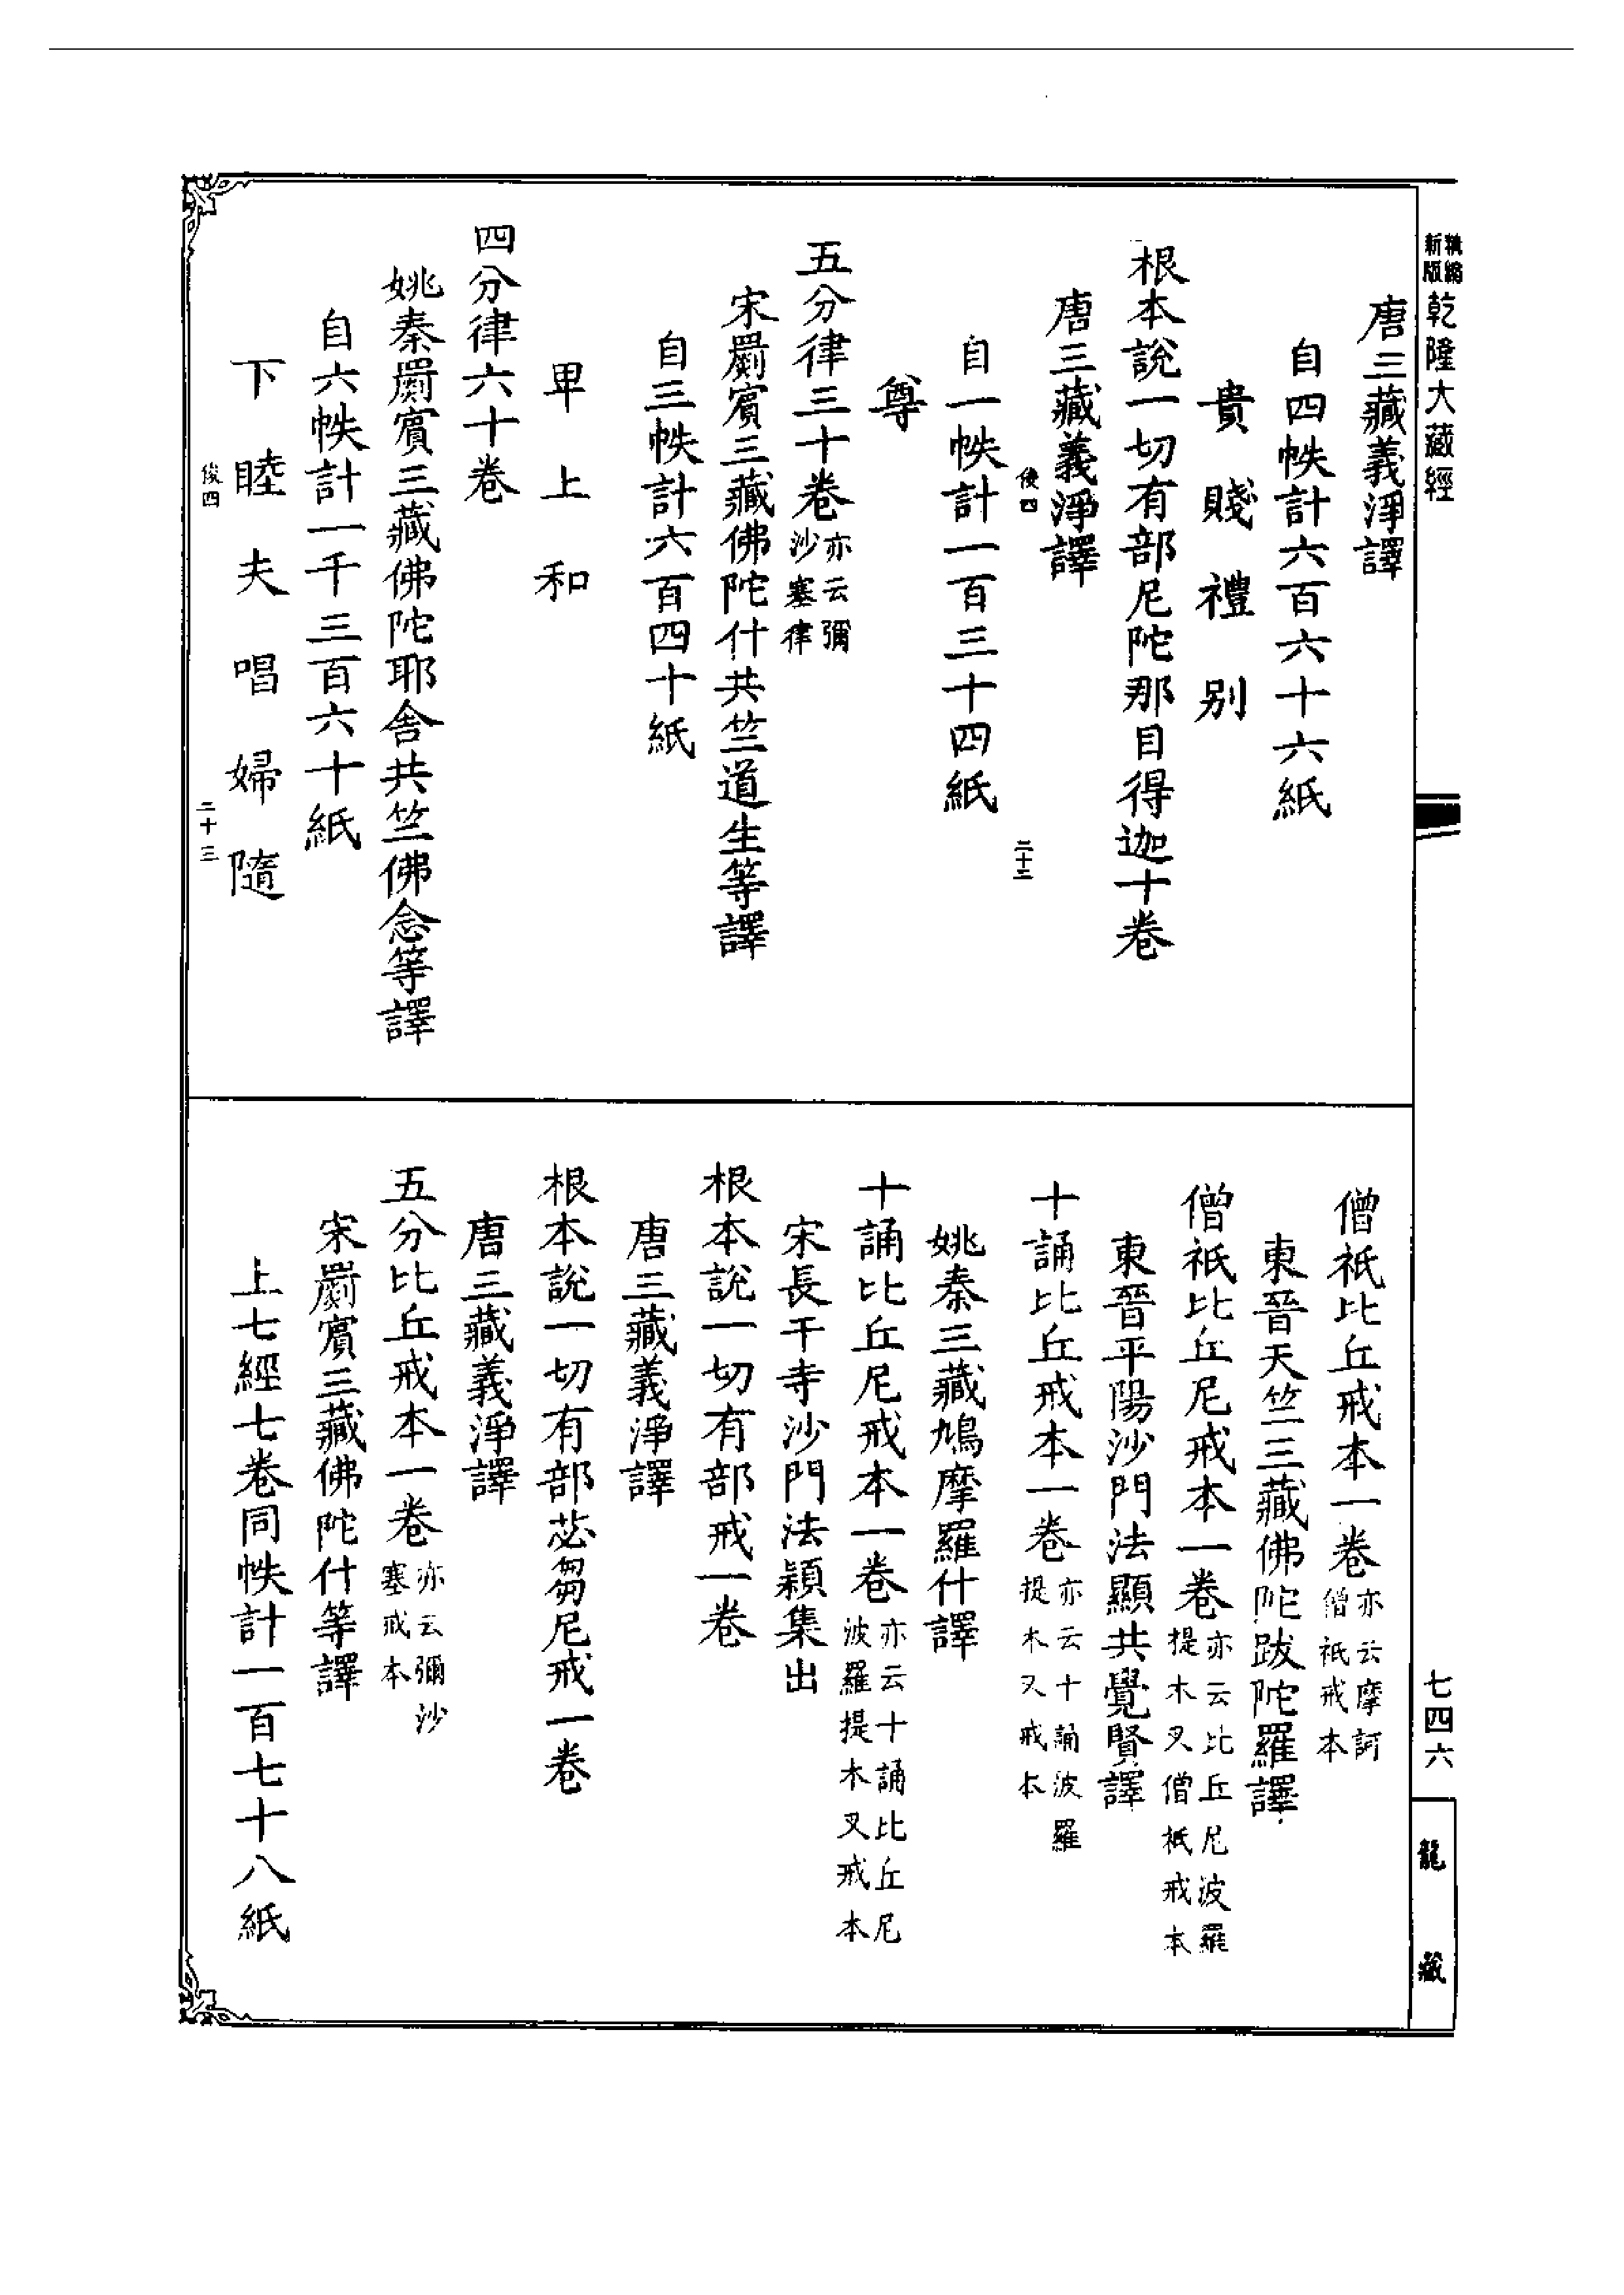 新編
新版
乾隆大藏經
唐三藏義淨譯
自四帙計六百六十六紙
貴賤禮别
根本說一切有部尼陀那目得迦十卷
唐三藏義淨譯
俊四
二十三
自一帙計一百三十四紙
尊
五分律三十卷亦云彌沙塞律
宋罽賓三藏佛陀什共竺道生等譯
自三帙計六百四十紙
卑上和
四分律六十卷
姚秦罽賓三藏佛陀耶舍共竺佛念等譯
自六帙計一千三百六十紙
下睦夫唱婦隨
俊四
二十三
僧祇比丘戒本一卷亦云摩訶僧祇戒本
東晉天竺三藏佛陀跋陀羅譯
僧祇比丘尼戒本一卷亦云比丘尼波羅提木叉僧祇戒本
東晉平陽沙門法顯共覺賢譯
十誦比丘戒本一卷亦云十誦波羅提木叉戒本
姚秦三藏鳩摩羅什譯
十誦比丘尼戒本一卷亦云十誦比丘尼波羅提木叉戒本
宋長干寺沙門法穎集出
根本說一切有部戒一卷
唐三藏義淨譯
根本說一切有部苾芻尼戒一卷
唐三藏義淨譯
五分比丘戒本一卷亦云彌沙塞戒本
宋罽賓三藏佛陀什等譯
上七經七卷同帙計一百七十八紙
七四六
龍藏